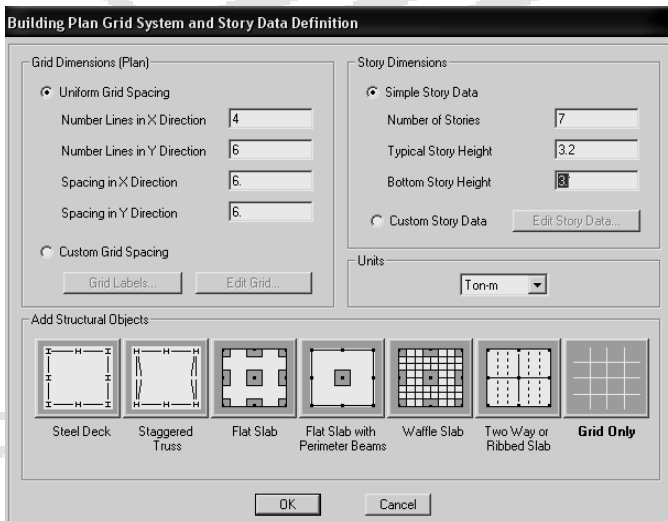 Building Plan Grid System and Story Data Definition
Grid Dimensions (Plan)
Uniform Grid Spacing
Number Lines in X Direction 4
Number Lines in Y Direction 6
Spacing in X Direction 6.
Spacing in Y Direction 6.
Custom Grid Spacing
Grid Labels... Edit Grid...
Story Dimensions
Simple Story Data
Number of Stories 7
Typical Story Height 3.2
Bottom Story Height 3.
Custom Story Data Edit Story Data...
Units
Ton-m
Add Structural Objects
Steel Deck
Staggered
Truss
Flat Slab
Flat Slab with
Perimeter Beams
Waffle Slab
Two Way or
Ribbed Slab
Grid Only
OK Cancel